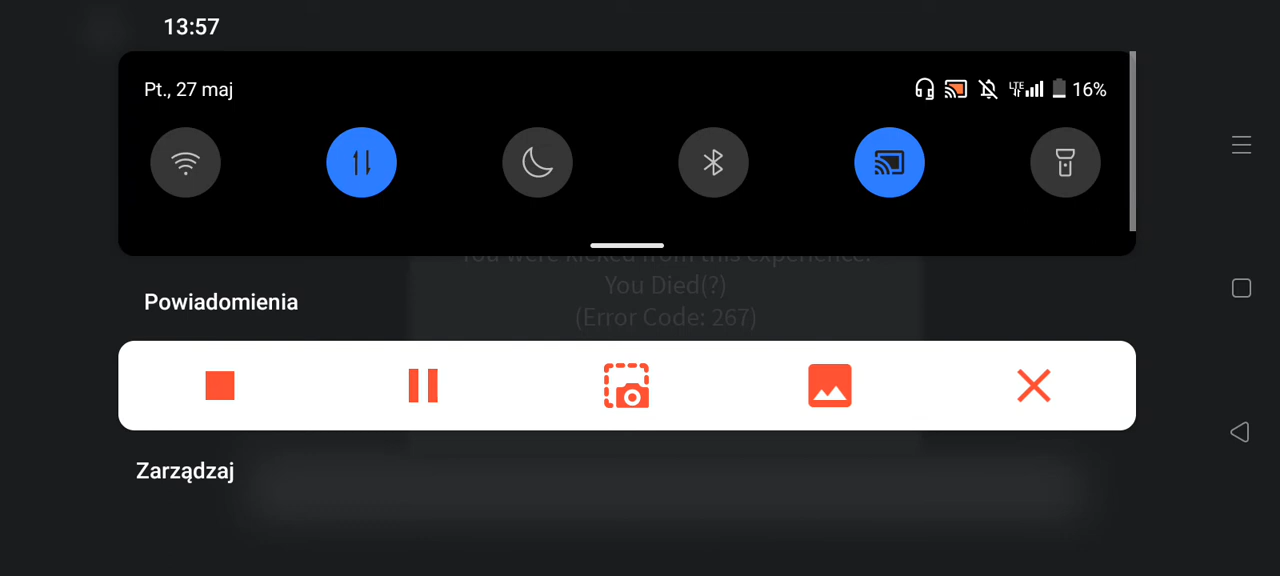 13:57
Pt., 27 maj
LTE 16%
You were kicked from this experience:
You Died(?)
(Error Code: 267)
Powiadomienia
Zarządzaj